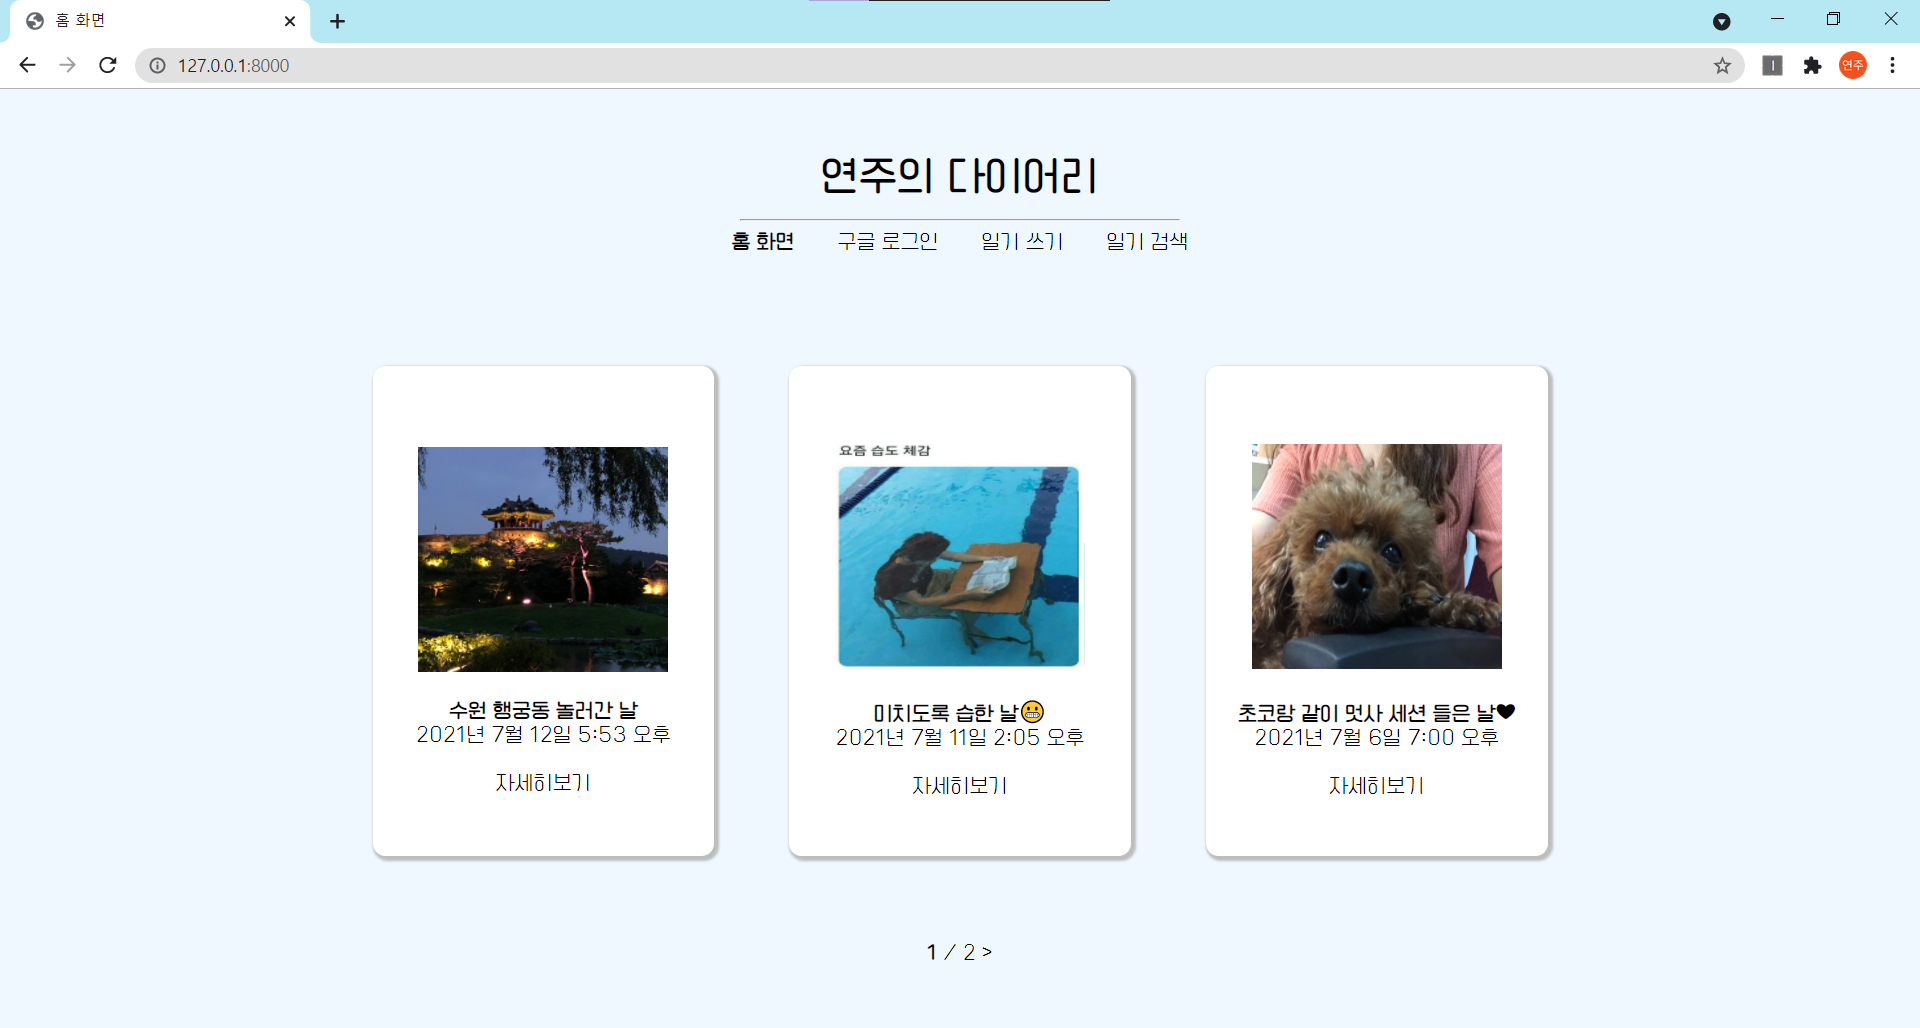 홈 화면
127.0.0.1:8000
연주
연주의 다이어리
홈 화면 구글 로그인 일기 쓰기 일기 검색
요즘 습도 체감
수원 행궁동 놀러간 날
2021년 7월 12일 5:53 오후
자세히보기
미치도록 습한 날😬
2021년 7월 11일 2:05 오후
자세히보기
초코랑 같이 멋사 세션 들은 날♥
2021년 7월 6일 7:00 오후
자세히보기
1 / 2 >